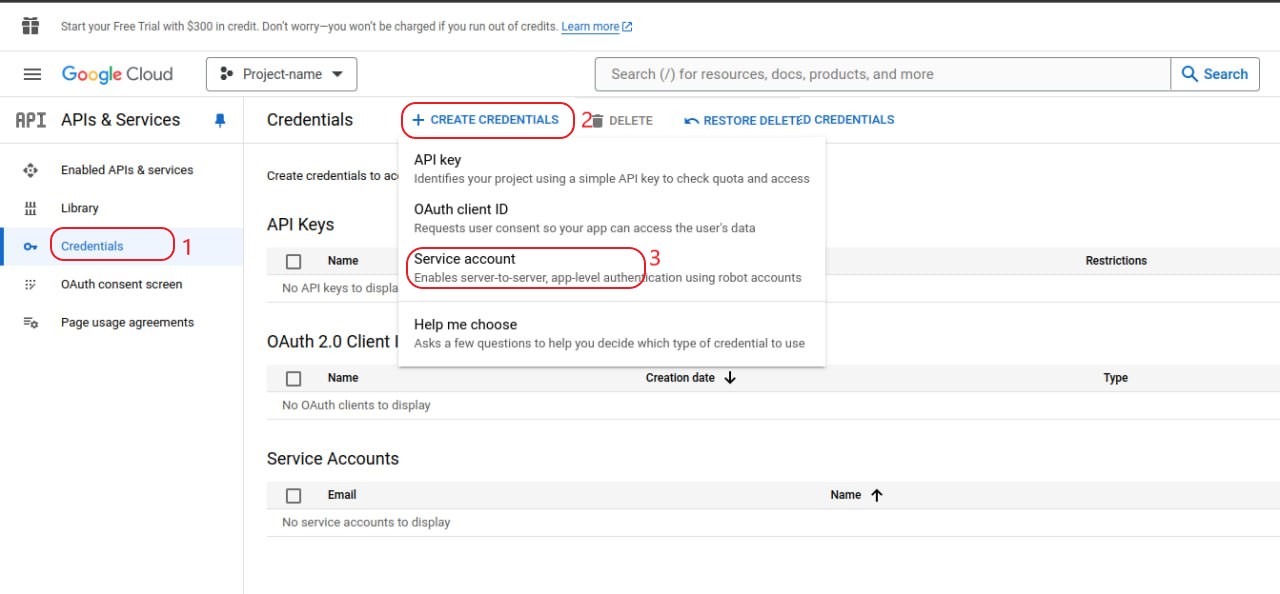 Start your Free Trial with $300 in credit. Don't worry—you won't be charged if you run out of credits. Learn more
Google Cloud
Project-name
Search (/) for resources, docs, products, and more
Search
API APIs & Services
Credentials
+ CREATE CREDENTIALS
2
DELETE
RESTORE DELETED CREDENTIALS
Enabled APIs & services
Library
Credentials
1
OAuth consent screen
Page usage agreements
Create credentials to acc
API key
Identifies your project using a simple API key to check quota and access
OAuth client ID
Requests user consent so your app can access the user's data
Service account
3
Enables server-to-server, app-level authentication using robot accounts
Help me choose
Asks a few questions to help you decide which type of credential to use
API Keys
Name
Restrictions
No API keys to displa
OAuth 2.0 Client I
Name
Creation date
Type
No OAuth clients to display
Service Accounts
Email
Name
No service accounts to display